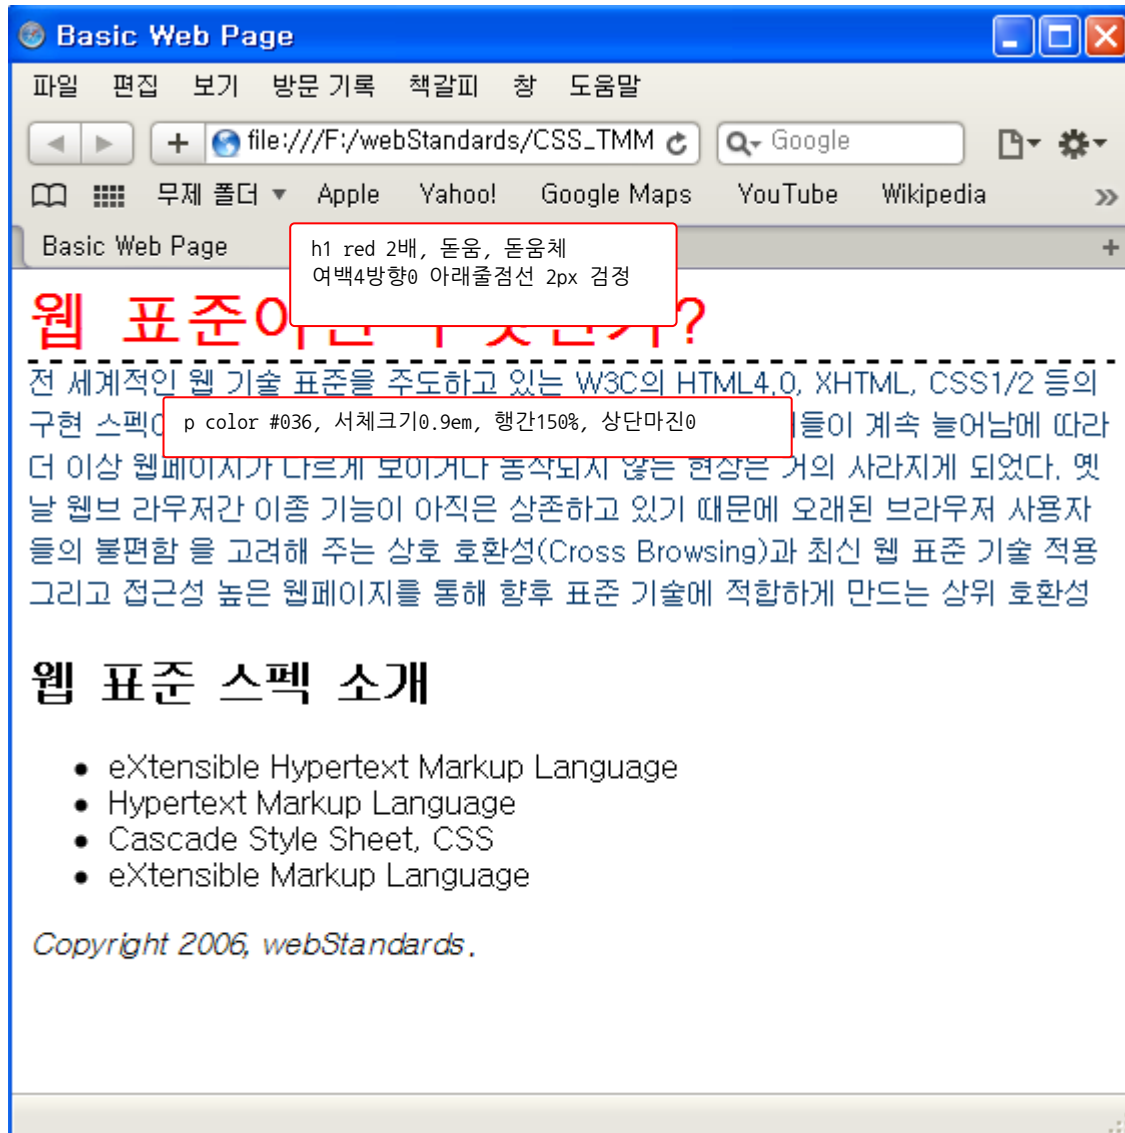 Basic Web Page
파일 편집 보기 방문 기록 책갈피 창 도움말
file:///F:/webStandards/CSS_TMM Google
무제 폴더 Apple Yahoo! Google Maps YouTube Wikipedia
Basic Web Page
h1 red 2배, 돋움, 돋움체
여백4방향0 아래줄점선 2px 검정
웹 표준
전 세계적인 웹 기술 표준을 주도하고 있는 W3C의 HTML4.0, XHTML, CSS1/2 등의
구현 계속 늘어남에 따라
p color #036, 서체크기0.9em, 행간150%, 상단마진0
더 이상 웹페이지가 다르게 보이거나 동작되지 않는 현상은 거의 사라지게 되었다. 옛
날 웹브 라우저간 이종 기능이 아직은 상존하고 있기 때문에 오래된 브라우저 사용자
들의 불편함 을 고려해 주는 상호 호환성(Cross Browsing)과 최신 웹 표준 기술 적용
그리고 접근성 높은 웹페이지를 통해 향후 표준 기술에 적합하게 만드는 상위 호환성
웹 표준 스펙 소개
eXtensible Hypertext Markup Language
Hypertext Markup Language
Cascade Style Sheet, CSS
eXtensible Markup Language
Copyright 2006, webStandards.